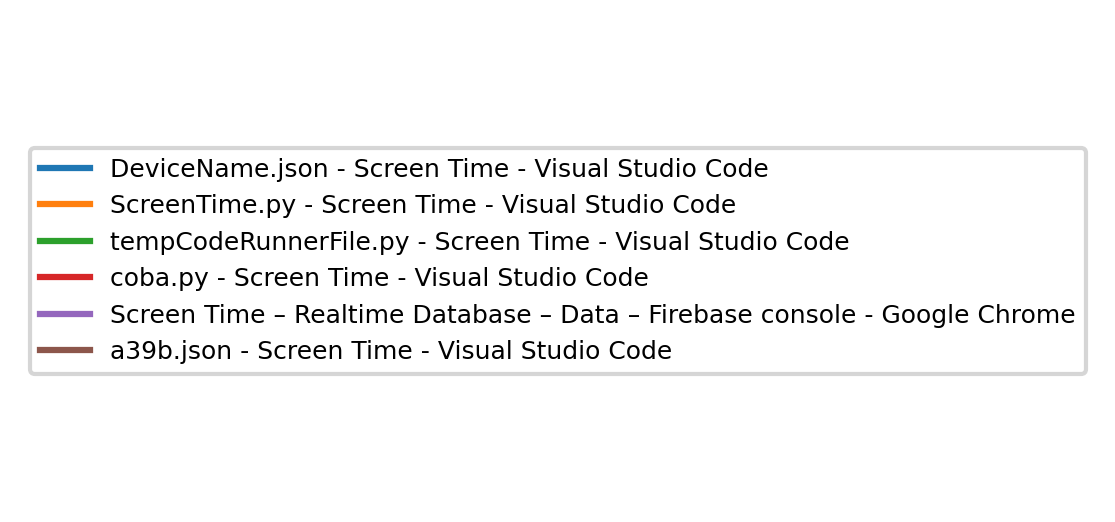 DeviceName.json - Screen Time - Visual Studio Code
ScreenTime.py - Screen Time - Visual Studio Code
tempCodeRunnerFile.py - Screen Time - Visual Studio Code
coba.py - Screen Time - Visual Studio Code
Screen Time – Realtime Database – Data – Firebase console - Google Chrome
a39b.json - Screen Time - Visual Studio Code